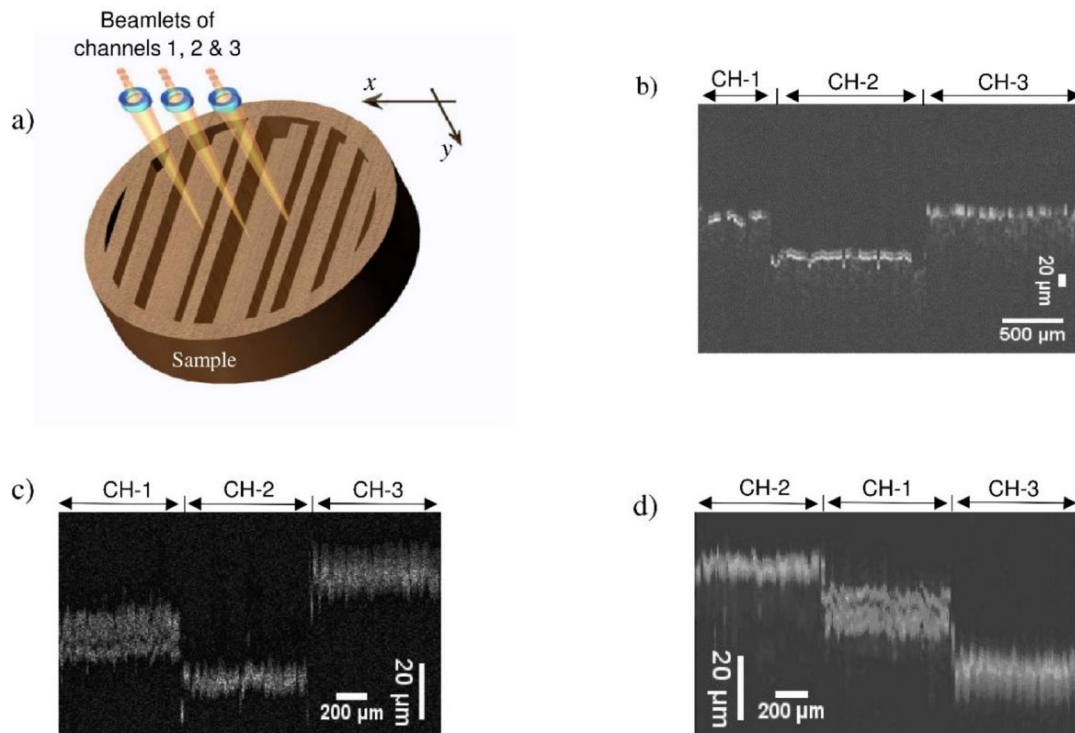 Beamlets of
channels 1, 2 & 3
a)
x
y
Sample
b)
CH-1
CH-2
CH-3
20 µm
500 µm
c)
CH-1
CH-2
CH-3
20 µm
200 µm
d)
CH-2
CH-1
CH-3
20 µm
200 µm